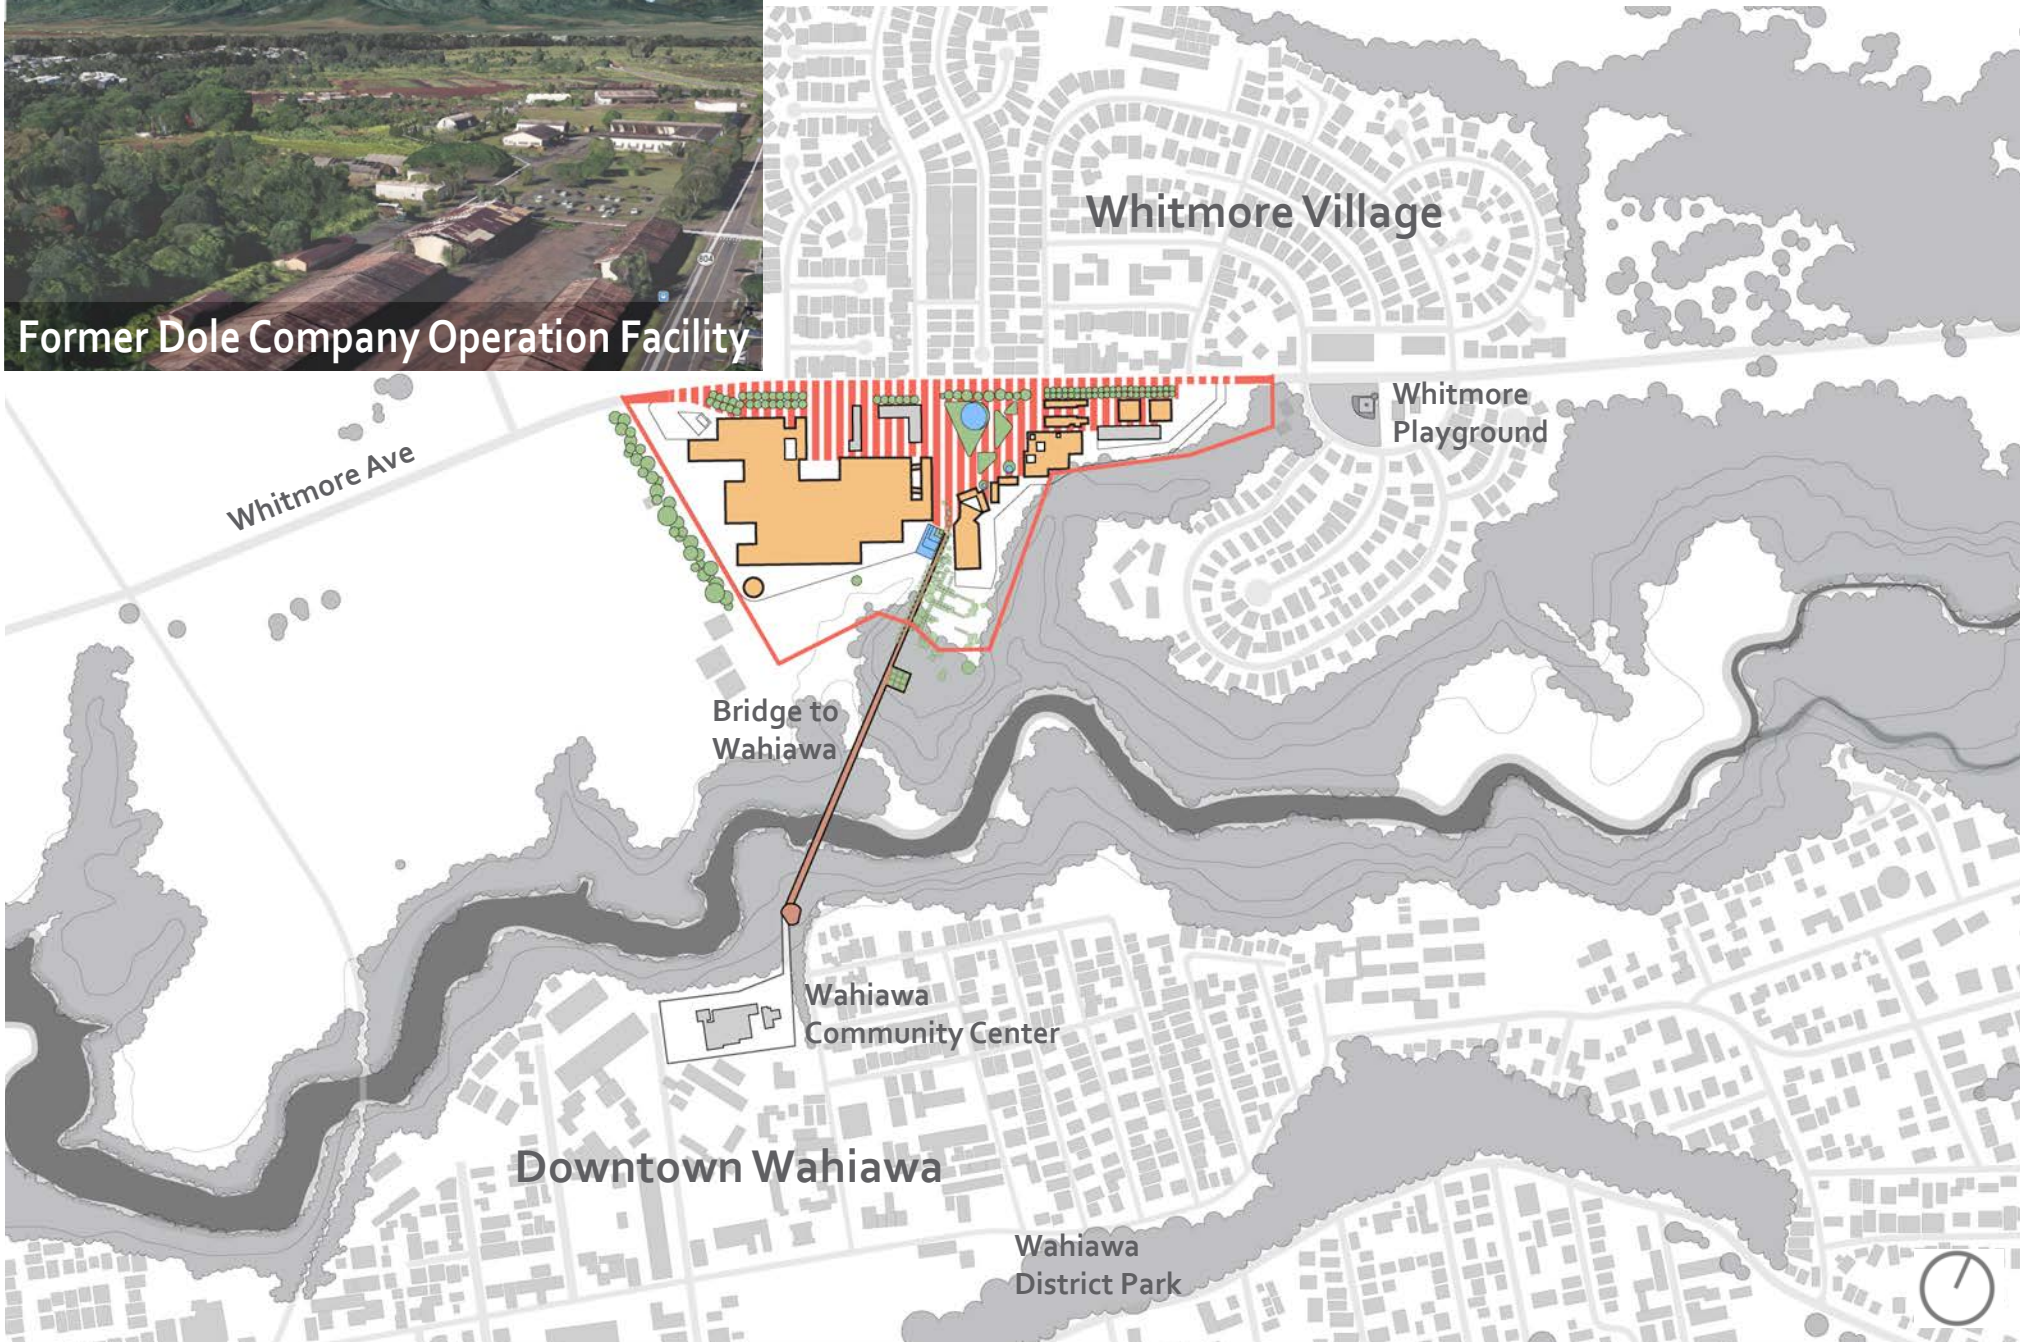 804
Former Dole Company Operation Facility
Whitmore Village
Whitmore
Playground
Whitmore Ave
Bridge to
Wahiawa
Wahiawa
Community Center
Downtown Wahiawa
Wahiawa
District Park